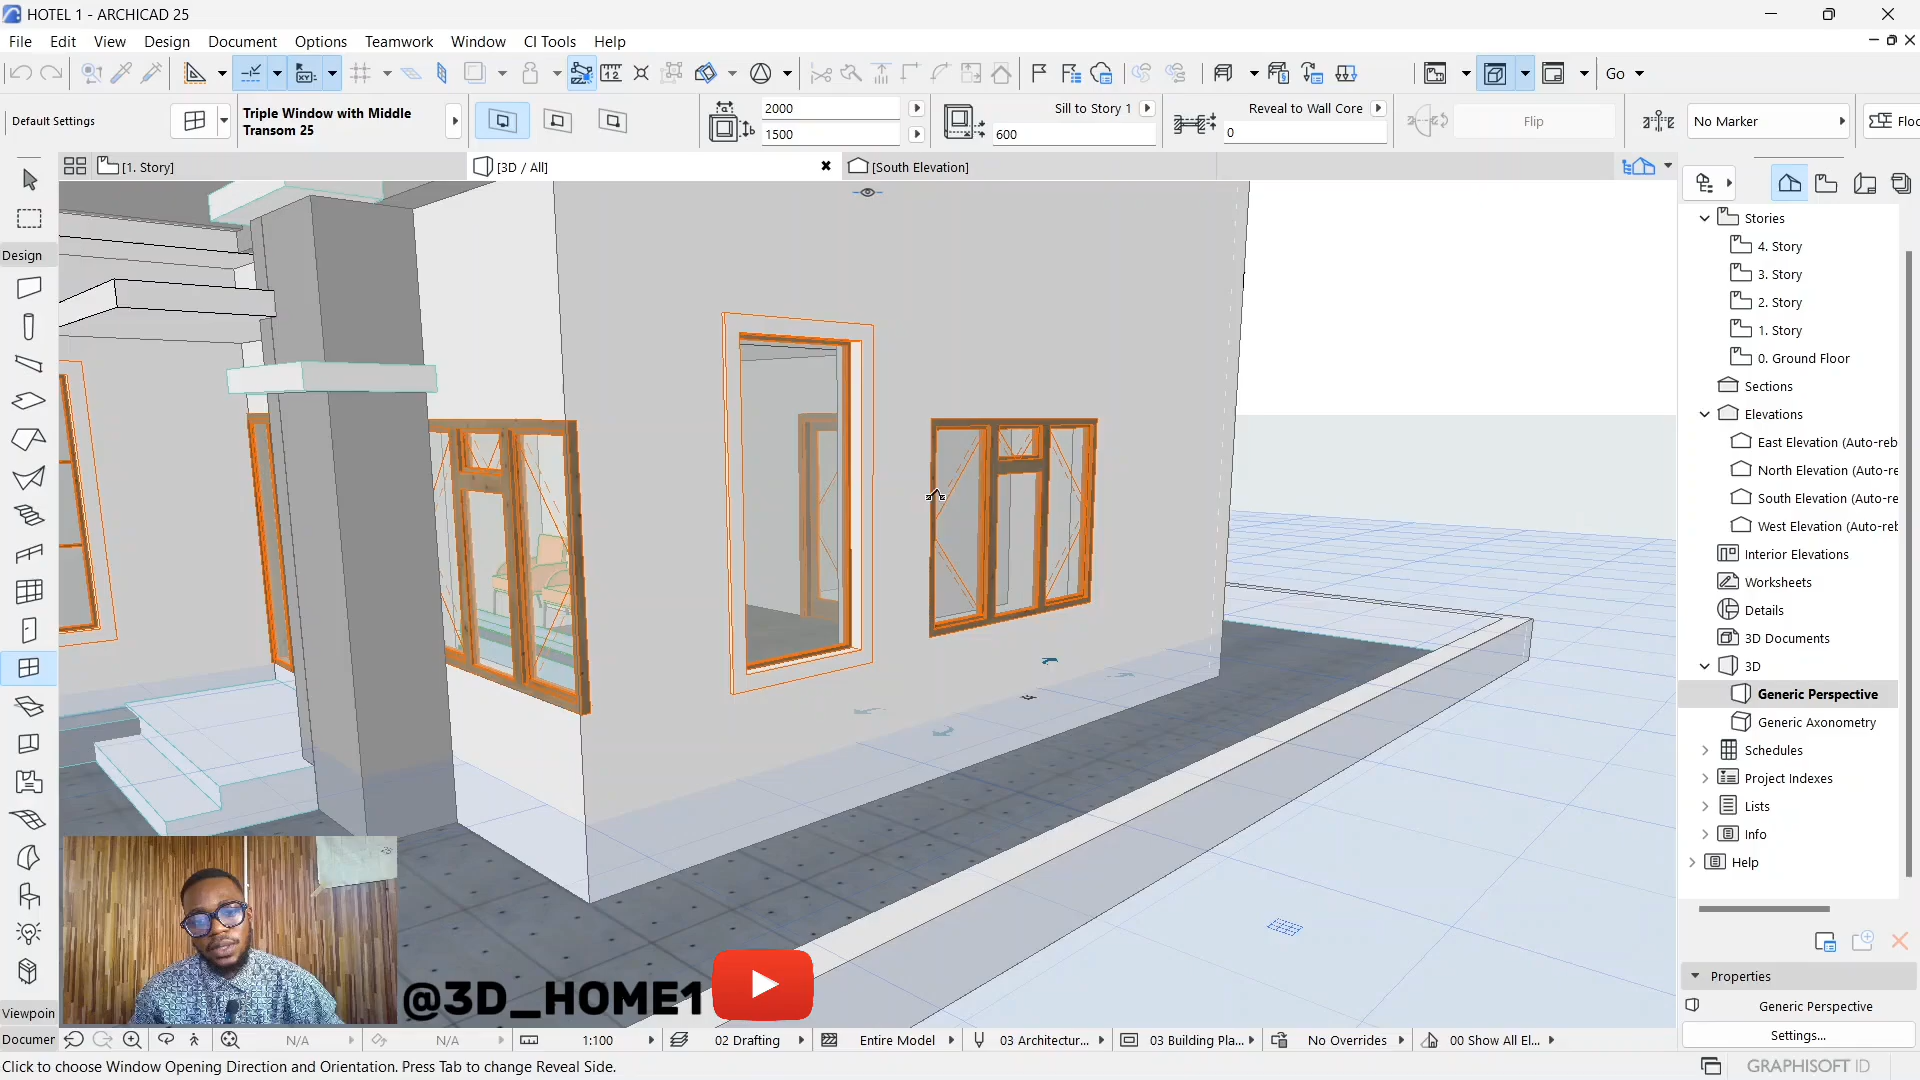 HOTEL 1 - ARCHICAD 25
File Edit View Design Document Options Teamwork Window CI Tools Help
Go
Default Settings
Triple Window with Middle
Transom 25
2000
1500
Sill to Story 1
600
Reveal to Wall Core
0
Flip
No Marker
Floc
[1. Story]
[3D / All]
[South Elevation]
Design
Viewpoin
Documer
Stories
4. Story
3. Story
2. Story
1. Story
0. Ground Floor
Sections
Elevations
East Elevation (Auto-reb
North Elevation (Auto-re
South Elevation (Auto-re
West Elevation (Auto-reb
Interior Elevations
Worksheets
Details
3D Documents
3D
Generic Perspective
Generic Axonometry
Schedules
Project Indexes
Lists
Info
Help
Properties
Generic Perspective
Settings...
@3D_HOME1
N/A
N/A
1:100
02 Drafting
Entire Model
03 Architectur...
03 Building Pla...
No Overrides
00 Show All El...
Click to choose Window Opening Direction and Orientation. Press Tab to change Reveal Side.
GRAPHISOFT ID